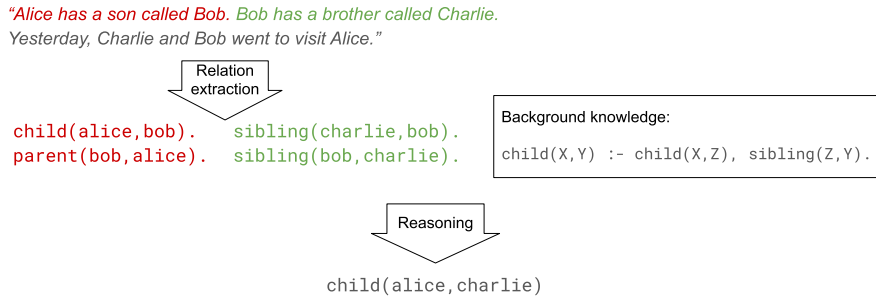 “Alice has a son called Bob. Bob has a brother called Charlie.
Yesterday, Charlie and Bob went to visit Alice.”
Relation
extraction
child(alice,bob). sibling(charlie,bob).
parent(bob,alice). sibling(bob,charlie).
Background knowledge:
child(X,Y) :- child(X,Z), sibling(Z,Y).
Reasoning
child(alice,charlie)